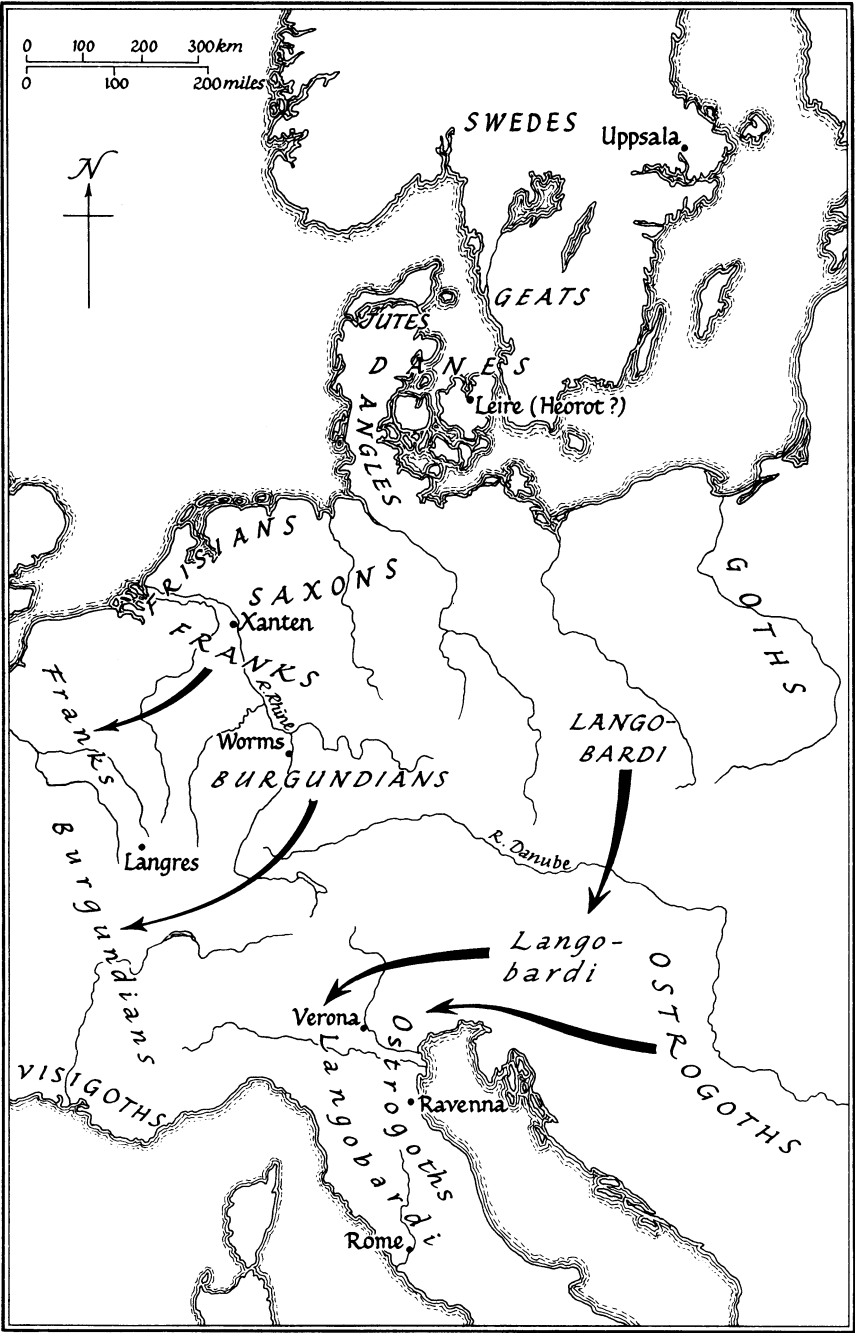 0 100 200 300km
0 100 200 miles
N
SWEDES
Uppsala
GEATS
JUTES
DANES
Leire (Heorot ?)
ANGLES
FRISIANS
SAXONS
GOTHS
Xanten
FRANKS
Franks
R. Rhine
LANGO-
BARDI
Worms
BURGUNDIANS
Burgundians
Langres
R. Danube
Lango-
bardi
OSTROGOTHS
Verona
Ostrogoths
Langobardi
VISIGOTHS
Ravenna
Rome